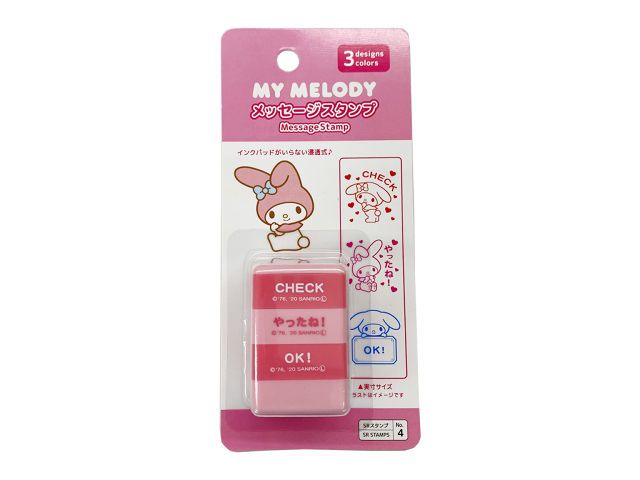 3 designs
colors
MY MELODY
メッセージスタンプ
Message Stamp
インクパッドがいらない浸透式♪
CHECK
やったね!
OK!
CHECK
©'76, '20 SANRIO Ⓛ
やったね!
©'76, '20 SANRIO Ⓛ
OK!
©'76, '20 SANRIO Ⓛ
▲実寸サイズ
ラストはイメージです
SRスタンプ
SR STAMPS
No.
4